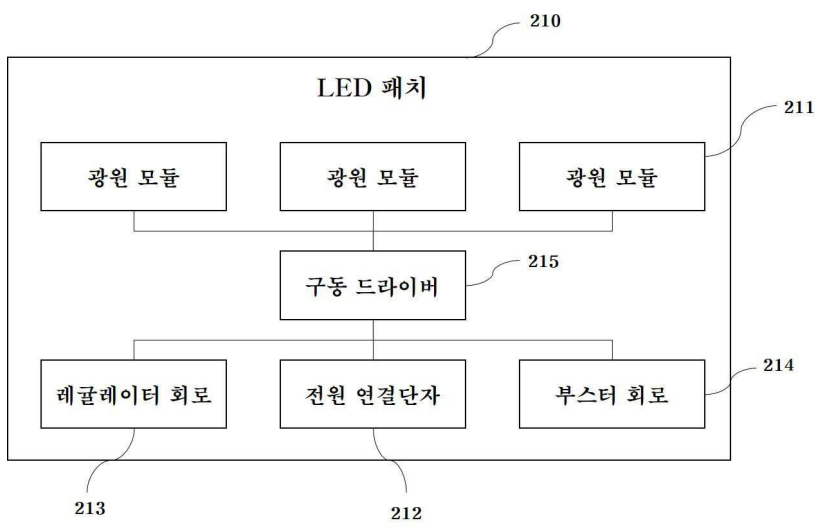 210
LED 패치
211
광원 모듈
광원 모듈
광원 모듈
215
구동 드라이버
214
레귤레이터 회로
전원 연결단자
부스터 회로
213
212